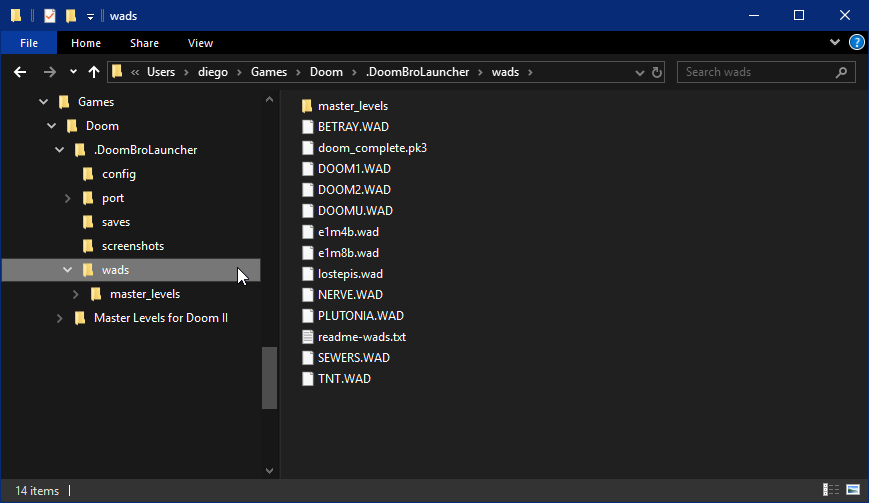 wads
File Home Share View
« Users > diego > Games > Doom > .DoomBroLauncher > wads >
Search wads
Games
Doom
.DoomBroLauncher
config
port
saves
screenshots
wads
master_levels
Master Levels for Doom II
master_levels
BETRAY.WAD
doom_complete.pk3
DOOM1.WAD
DOOM2.WAD
DOOMU.WAD
e1m4b.wad
e1m8b.wad
lostepis.wad
NERVE.WAD
PLUTONIA.WAD
readme-wads.txt
SEWERS.WAD
TNT.WAD
14 items